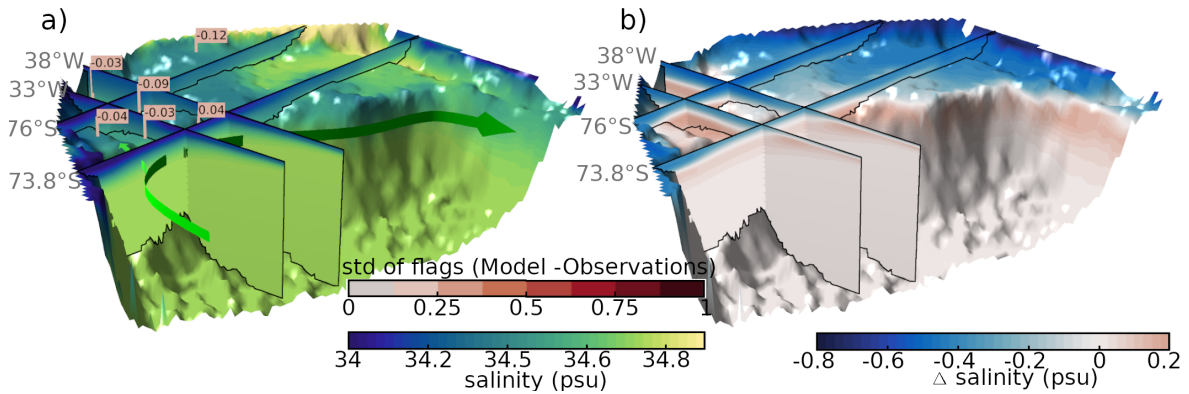 a)
-0.12
38°W
-0.03
33°W
-0.09
-0.04
-0.03
0.04
76°S
73.8°S
std of flags (Model -Observations)
0 0.25 0.5 0.75 1
34 34.2 34.5 34.6 34.8
salinity (psu)
b)
38°W
33°W
76°S
73.8°S
-0.8 -0.6 -0.4 -0.2 0 0.2
△ salinity (psu)